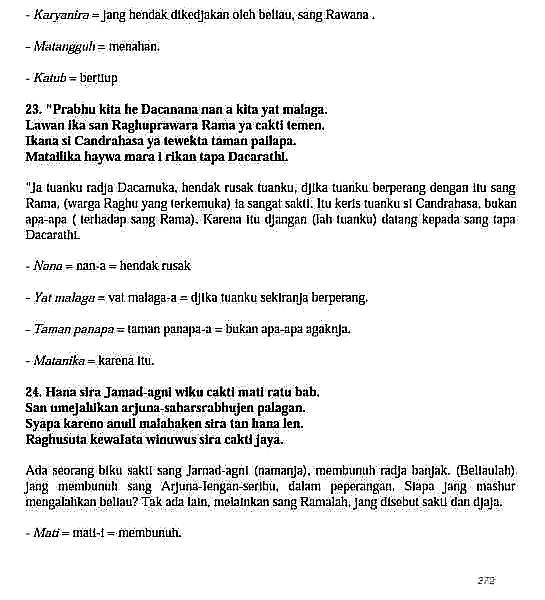 - Karyanira = jang hendak dikedjakan oleh beliau, sang Rawana .
- Matangguh = menahan.
- Katub = bertiup
23. "Prabhu kita he Dacanana nan a kita yat malaga.
Lawan ika san Raghuprawara Rama ya cakti temen.
Ikana si Candrahasa ya tewekta taman pailapa.
Matailika haywa mara i rikan tapa Dacarathi.
"Ja tuanku radja Dacamuka, hendak rusak tuanku, djika tuanku berperang dengan itu sang
Rama, (warga Raghu yang terkemuka) ia sangat sakti. Itu keris tuanku si Candrahasa, bukan
apa-apa ( terhadap sang Rama). Karena itu djangan (lah tuanku) datang kepada sang tapa
Dacarathi.
- Nana = nan-a = hendak rusak
- Yat malaga = yat malaga-a = djika tuanku sekiranja berperang.
- Taman panapa = taman panapa-a = bukan apa-apa agaknja.
- Matanika = karena itu.
24. Hana sira Jamad-agni wiku cakti mati ratu bab.
San umejahikan arjuna-saharsrabhujen palagan.
Syapa kareno anuli malahaken sira tan hana len.
Raghusuta kewalata winuwus sira cakti jaya.
Ada seorang biku sakti sang Jamad-agni (namanja), membunuh radja banjak. (Beliaulah)
jang membunuh sang Arjuna-lengan-seribu, dalam peperangan. Siapa jang mashur
mengalahkan beliau? Tak ada lain, melainkan sang Ramalah, jang disebut sakti dan djaja.
- Mati = mati-i = membunuh.
272